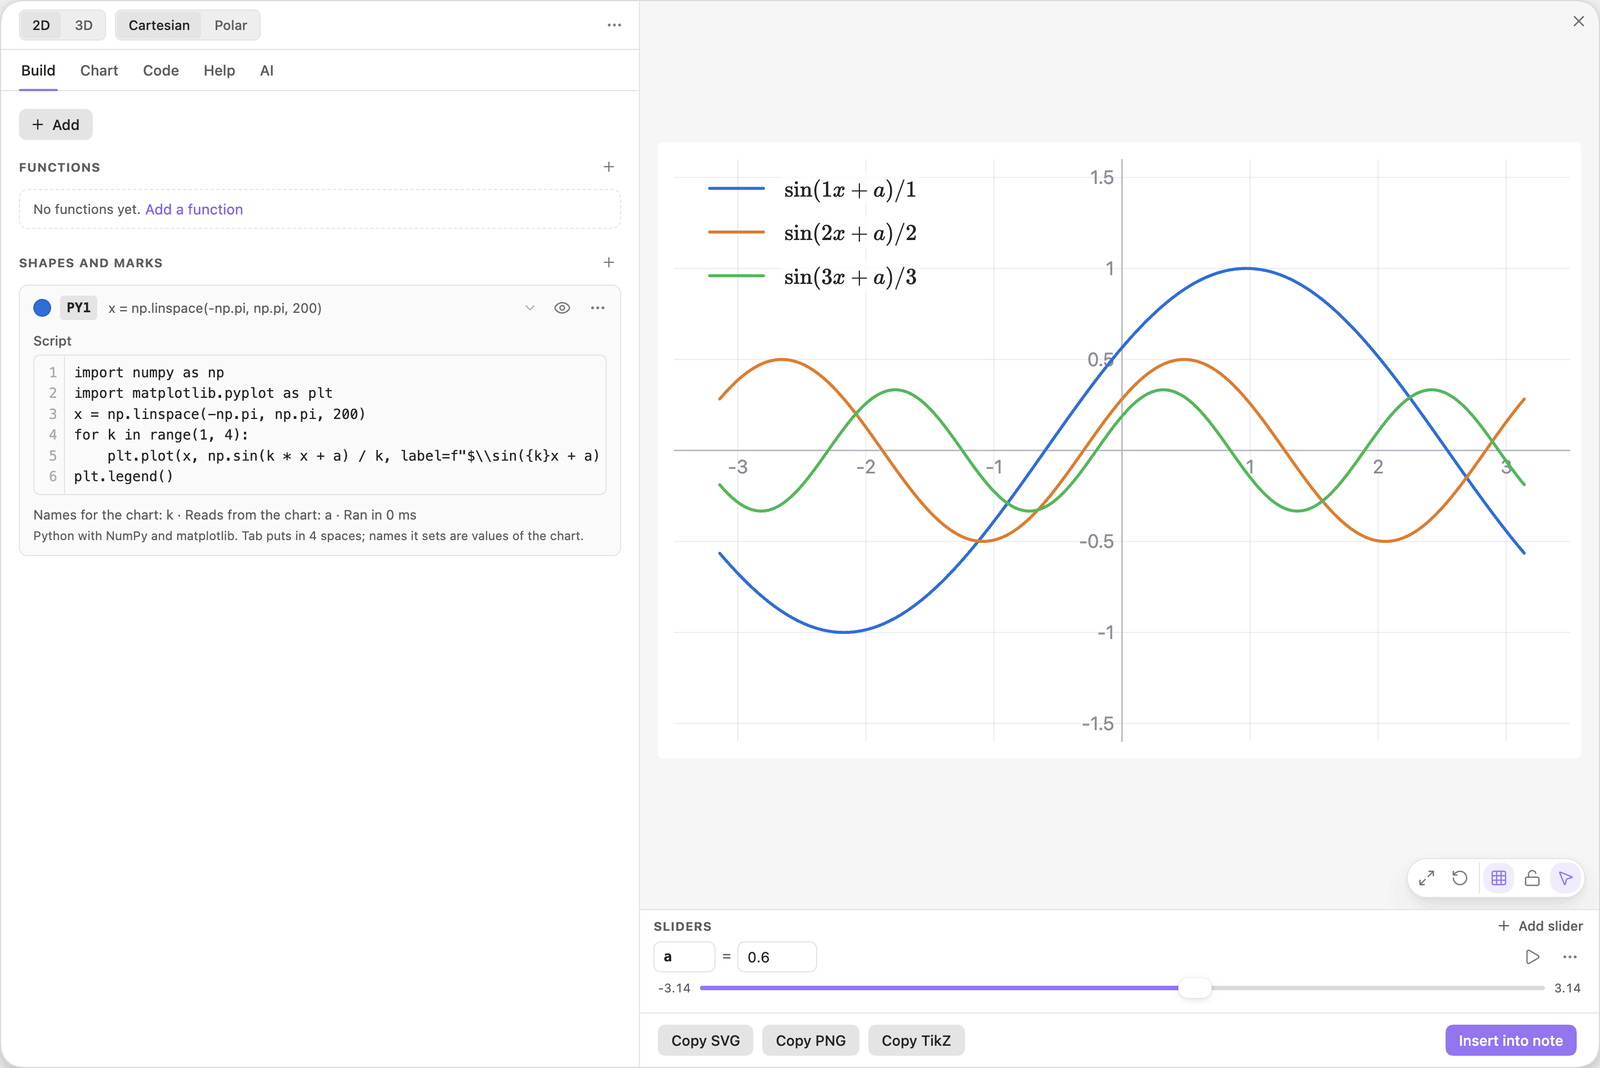 2D 3D Cartesian Polar
Build Chart Code Help AI
+ Add
FUNCTIONS
No functions yet. Add a function
SHAPES AND MARKS
PY1 x = np.linspace(-np.pi, np.pi, 200)
Script
1 import numpy as np
2 import matplotlib.pyplot as plt
3 x = np.linspace(-np.pi, np.pi, 200)
4 for k in range(1, 4):
5     plt.plot(x, np.sin(k * x + a) / k, label=f"$\\sin({k}x + a)
6 plt.legend()
Names for the chart: k · Reads from the chart: a · Ran in 0 ms
Python with NumPy and matplotlib. Tab puts in 4 spaces; names it sets are values of the chart.
sin(1x + a)/1
sin(2x + a)/2
sin(3x + a)/3
1.5
1
0.5
-3 -2 -1 1 2 3
-0.5
-1
-1.5
SLIDERS + Add slider
a = 0.6
-3.14 3.14
Copy SVG Copy PNG Copy TikZ Insert into note